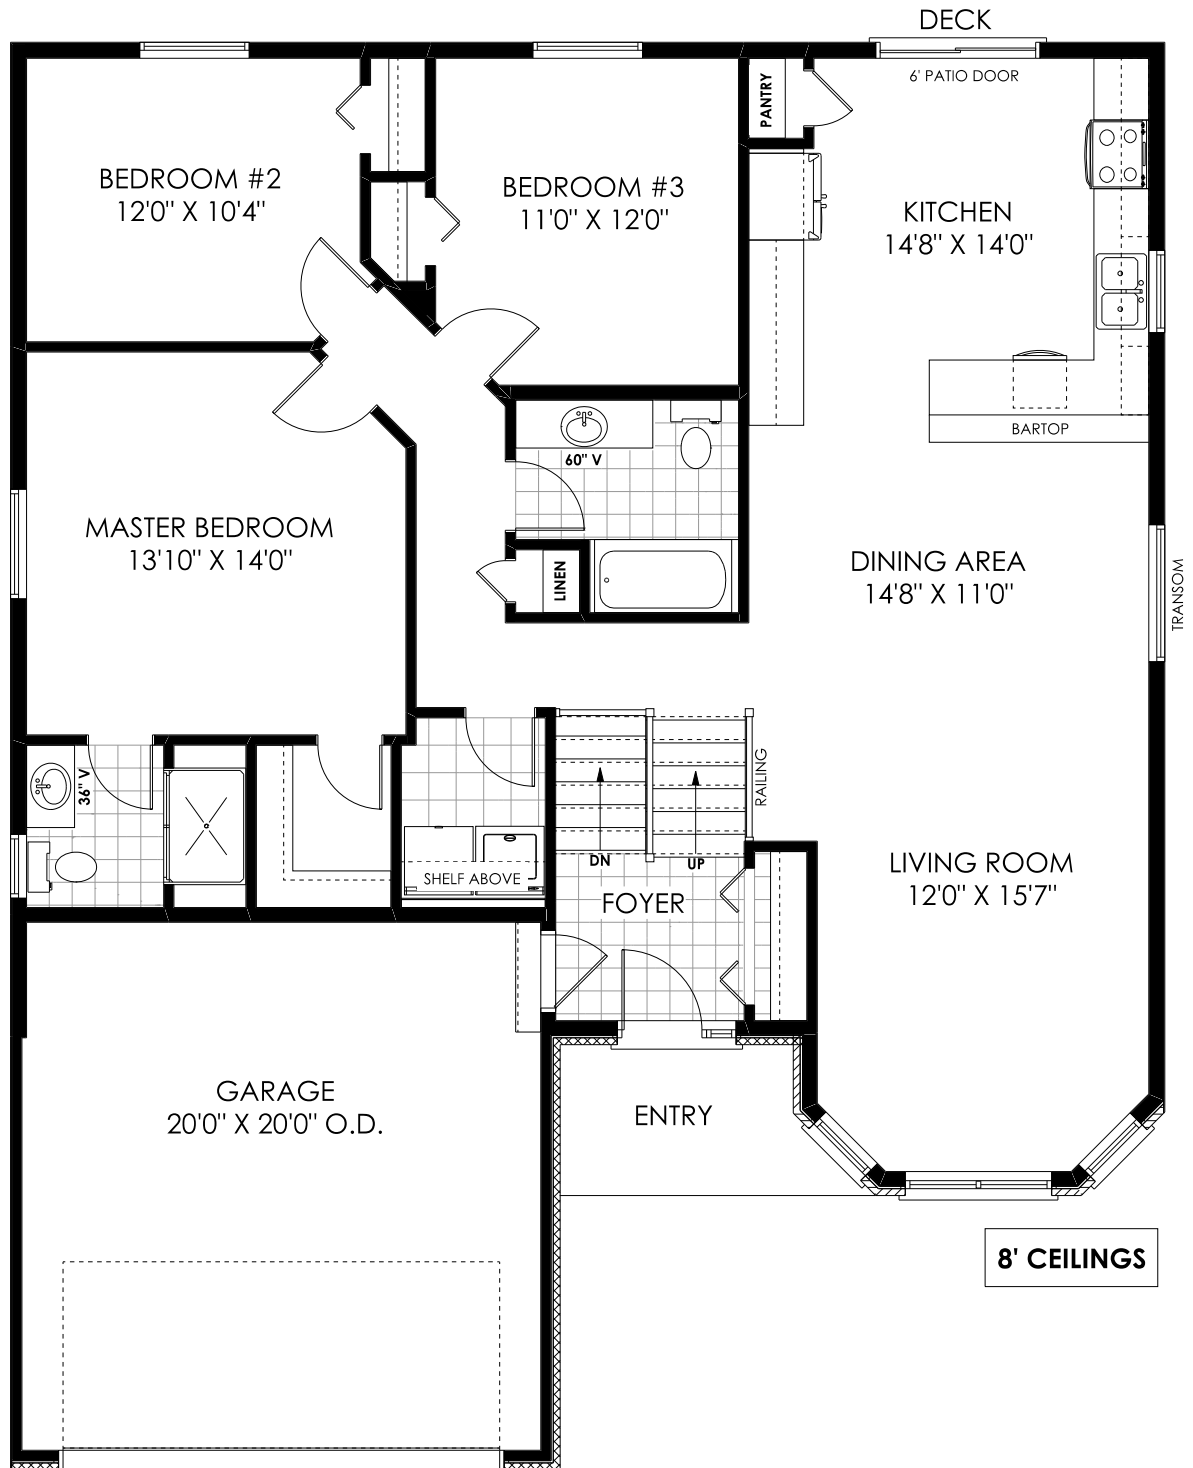 DECK
6' PATIO DOOR
PANTRY
BEDROOM #2
12'0" X 10'4"
BEDROOM #3
11'0" X 12'0"
KITCHEN
14'8" X 14'0"
BARTOP
60" V
MASTER BEDROOM
13'10" X 14'0"
LINEN
DINING AREA
14'8" X 11'0"
TRANSOM
36" V
RAILING
DN
UP
SHELF ABOVE
FOYER
LIVING ROOM
12'0" X 15'7"
GARAGE
20'0" X 20'0" O.D.
ENTRY
8' CEILINGS